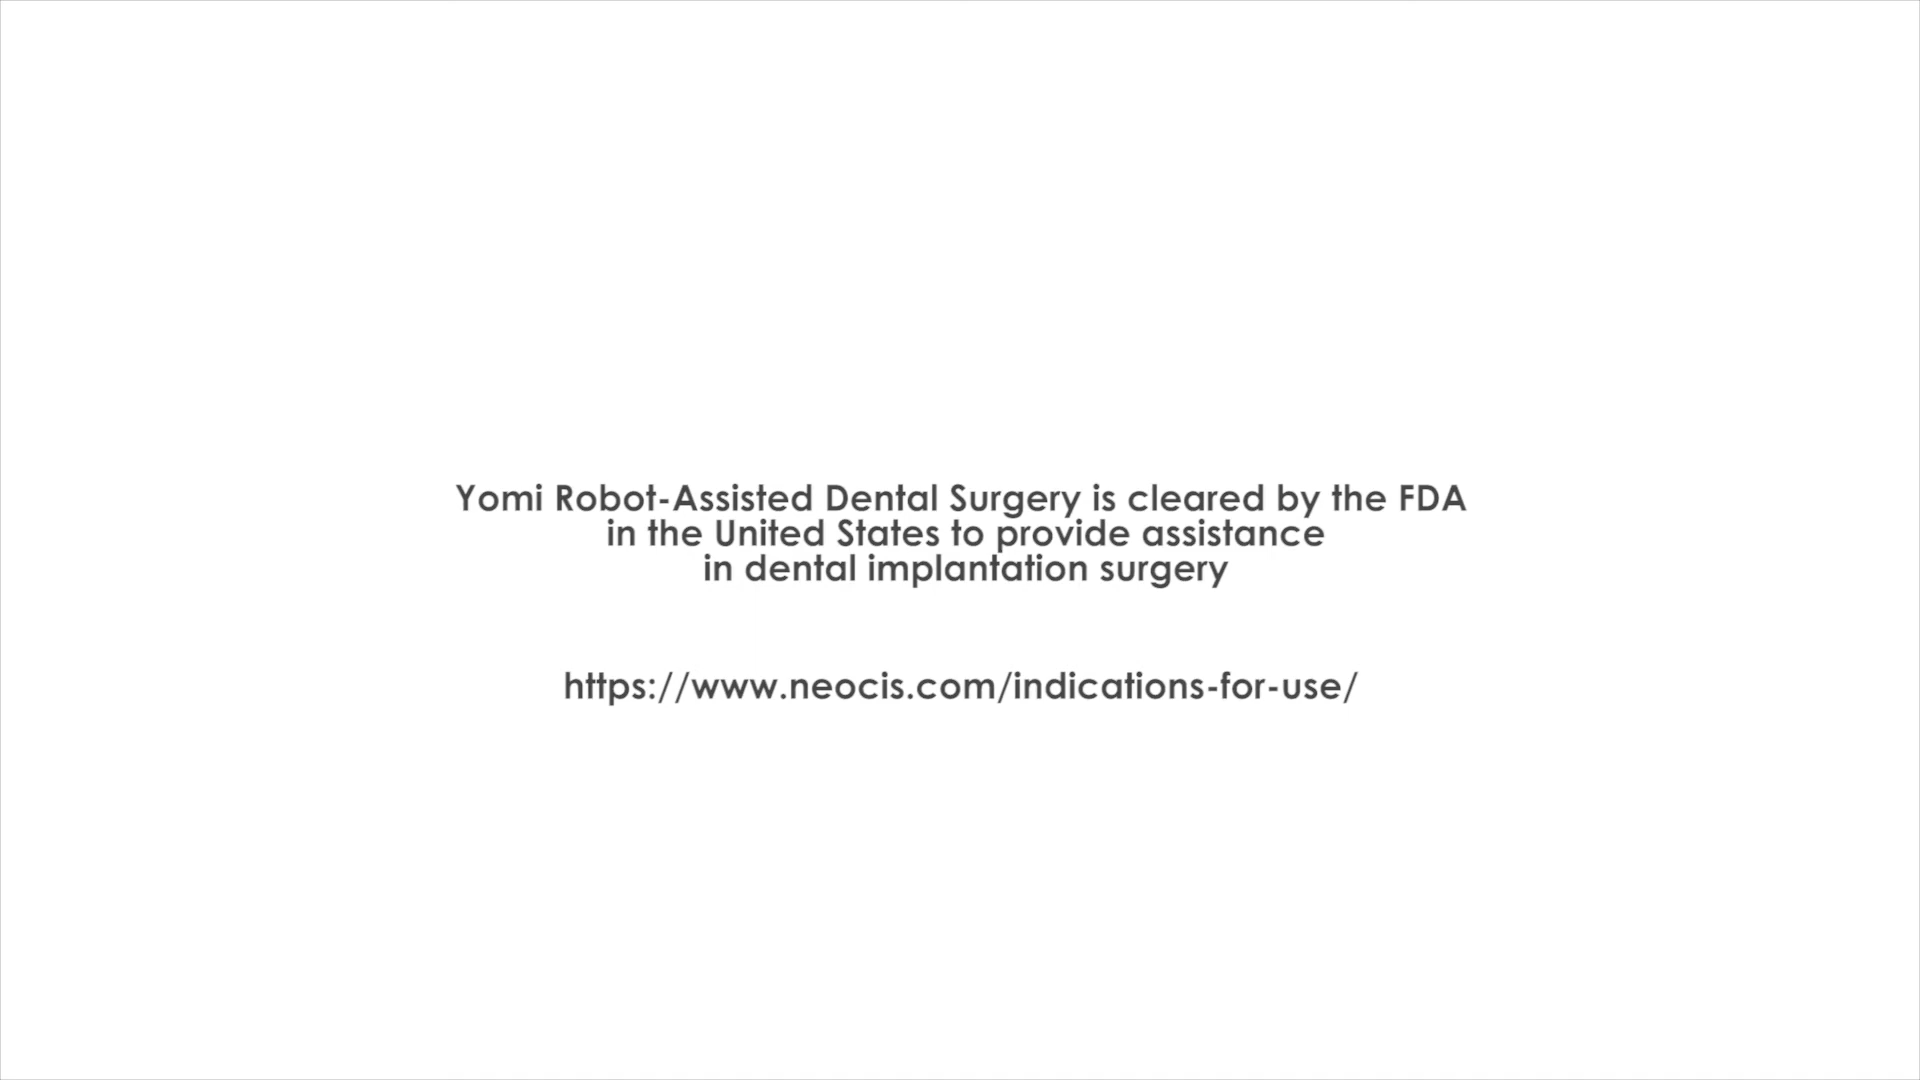 Yomi Robot-Assisted Dental Surgery is cleared by the FDA
in the United States to provide assistance
in dental implantation surgery
https://www.neocis.com/indications-for-use/